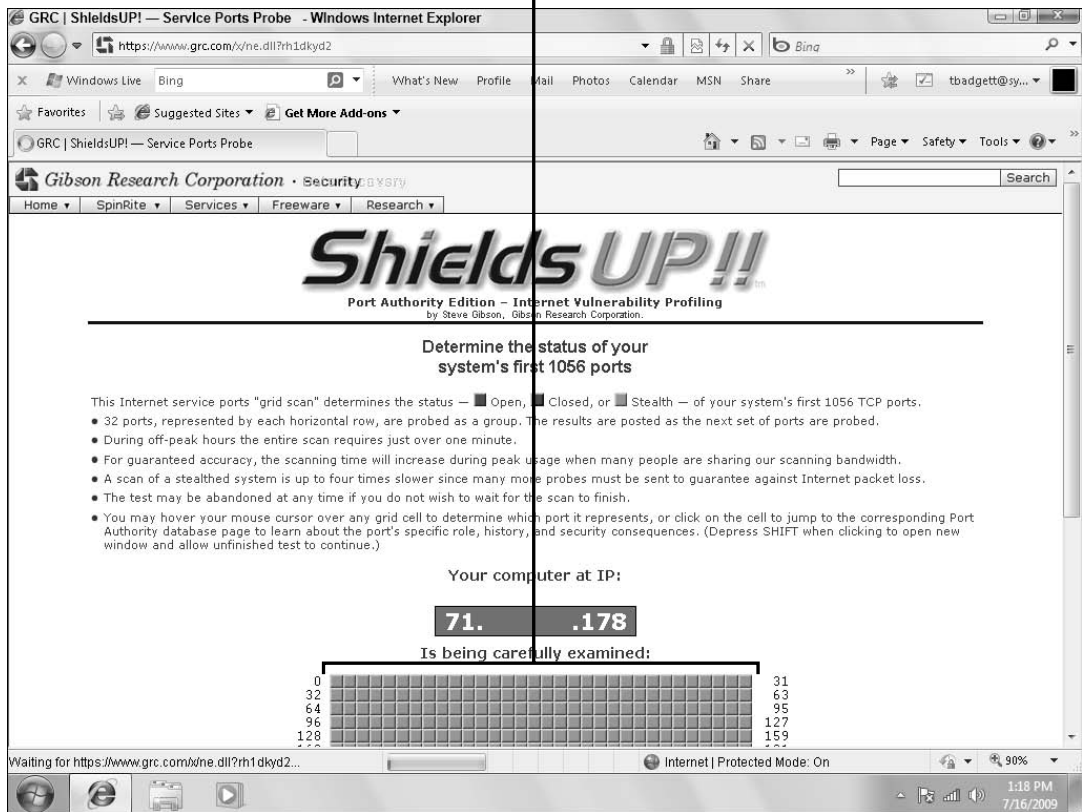 GRC | ShieldsUP! — Service Ports Probe - Windows Internet Explorer
https://www.grc.com/x/ne.dll?rh1dkyd2
Bing
Windows Live Bing What's New Profile Mail Photos Calendar MSN Share » tbadgett@sy...
Favorites Suggested Sites Get More Add-ons
GRC | ShieldsUP! — Service Ports Probe Page Safety Tools »
Gibson Research Corporation · Security Search
Home SpinRite Services Freeware Research
ShieldsUP!!
tm
Port Authority Edition – Internet Vulnerability Profiling
by Steve Gibson, Gibson Research Corporation.
Determine the status of your
system's first 1056 ports
This Internet service ports "grid scan" determines the status — Open, Closed, or Stealth — of your system's first 1056 TCP ports.
• 32 ports, represented by each horizontal row, are probed as a group. The results are posted as the next set of ports are probed.
• During off-peak hours the entire scan requires just over one minute.
• For guaranteed accuracy, the scanning time will increase during peak usage when many people are sharing our scanning bandwidth.
• A scan of a stealthed system is up to four times slower since many more probes must be sent to guarantee against Internet packet loss.
• The test may be abandoned at any time if you do not wish to wait for the scan to finish.
• You may hover your mouse cursor over any grid cell to determine which port it represents, or click on the cell to jump to the corresponding Port
Authority database page to learn about the port's specific role, history, and security consequences. (Depress SHIFT when clicking to open new
window and allow unfinished test to continue.)
Your computer at IP:
71. .178
Is being carefully examined:
0 31
32 63
64 95
96 127
128 159
Waiting for https://www.grc.com/x/ne.dll?rh1dkyd2... Internet | Protected Mode: On 90%
1:18 PM
7/16/2009